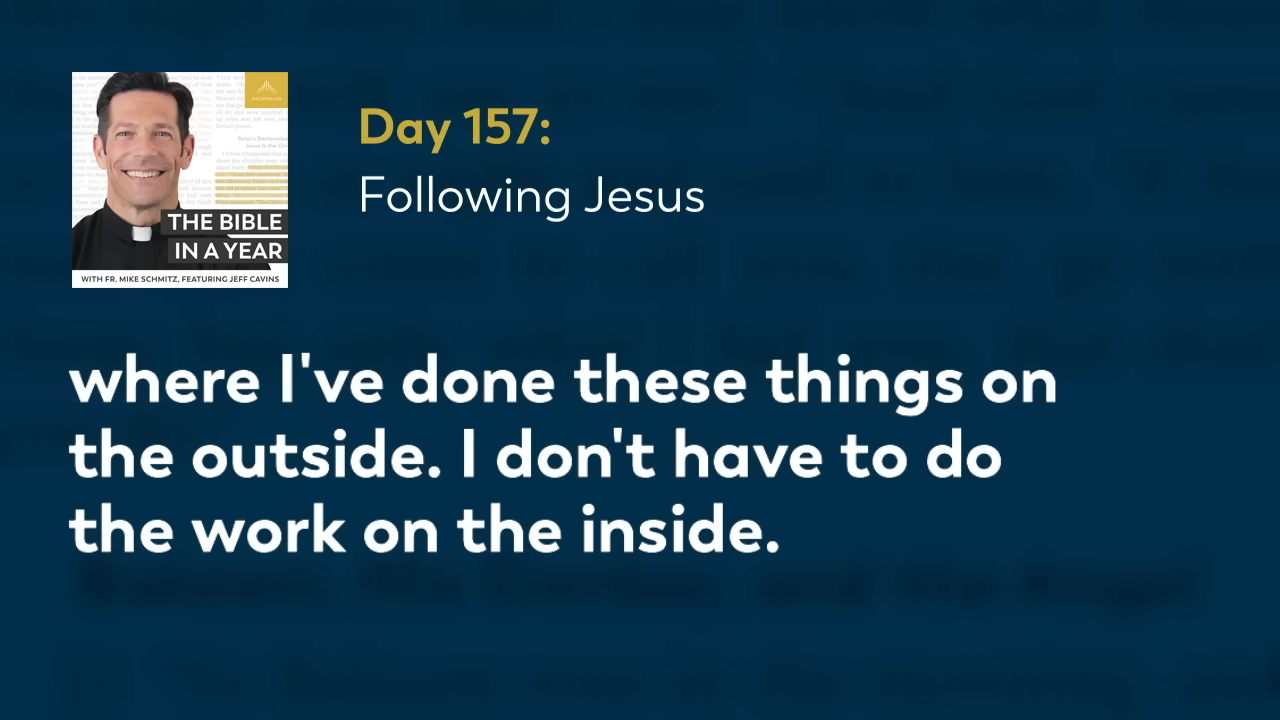 Day 157:
Following Jesus
ASCENSION
THE BIBLE
IN A YEAR
WITH FR. MIKE SCHMITZ, FEATURING JEFF CAVINS
where I've done these things on
the outside. I don't have to do
the work on the inside.